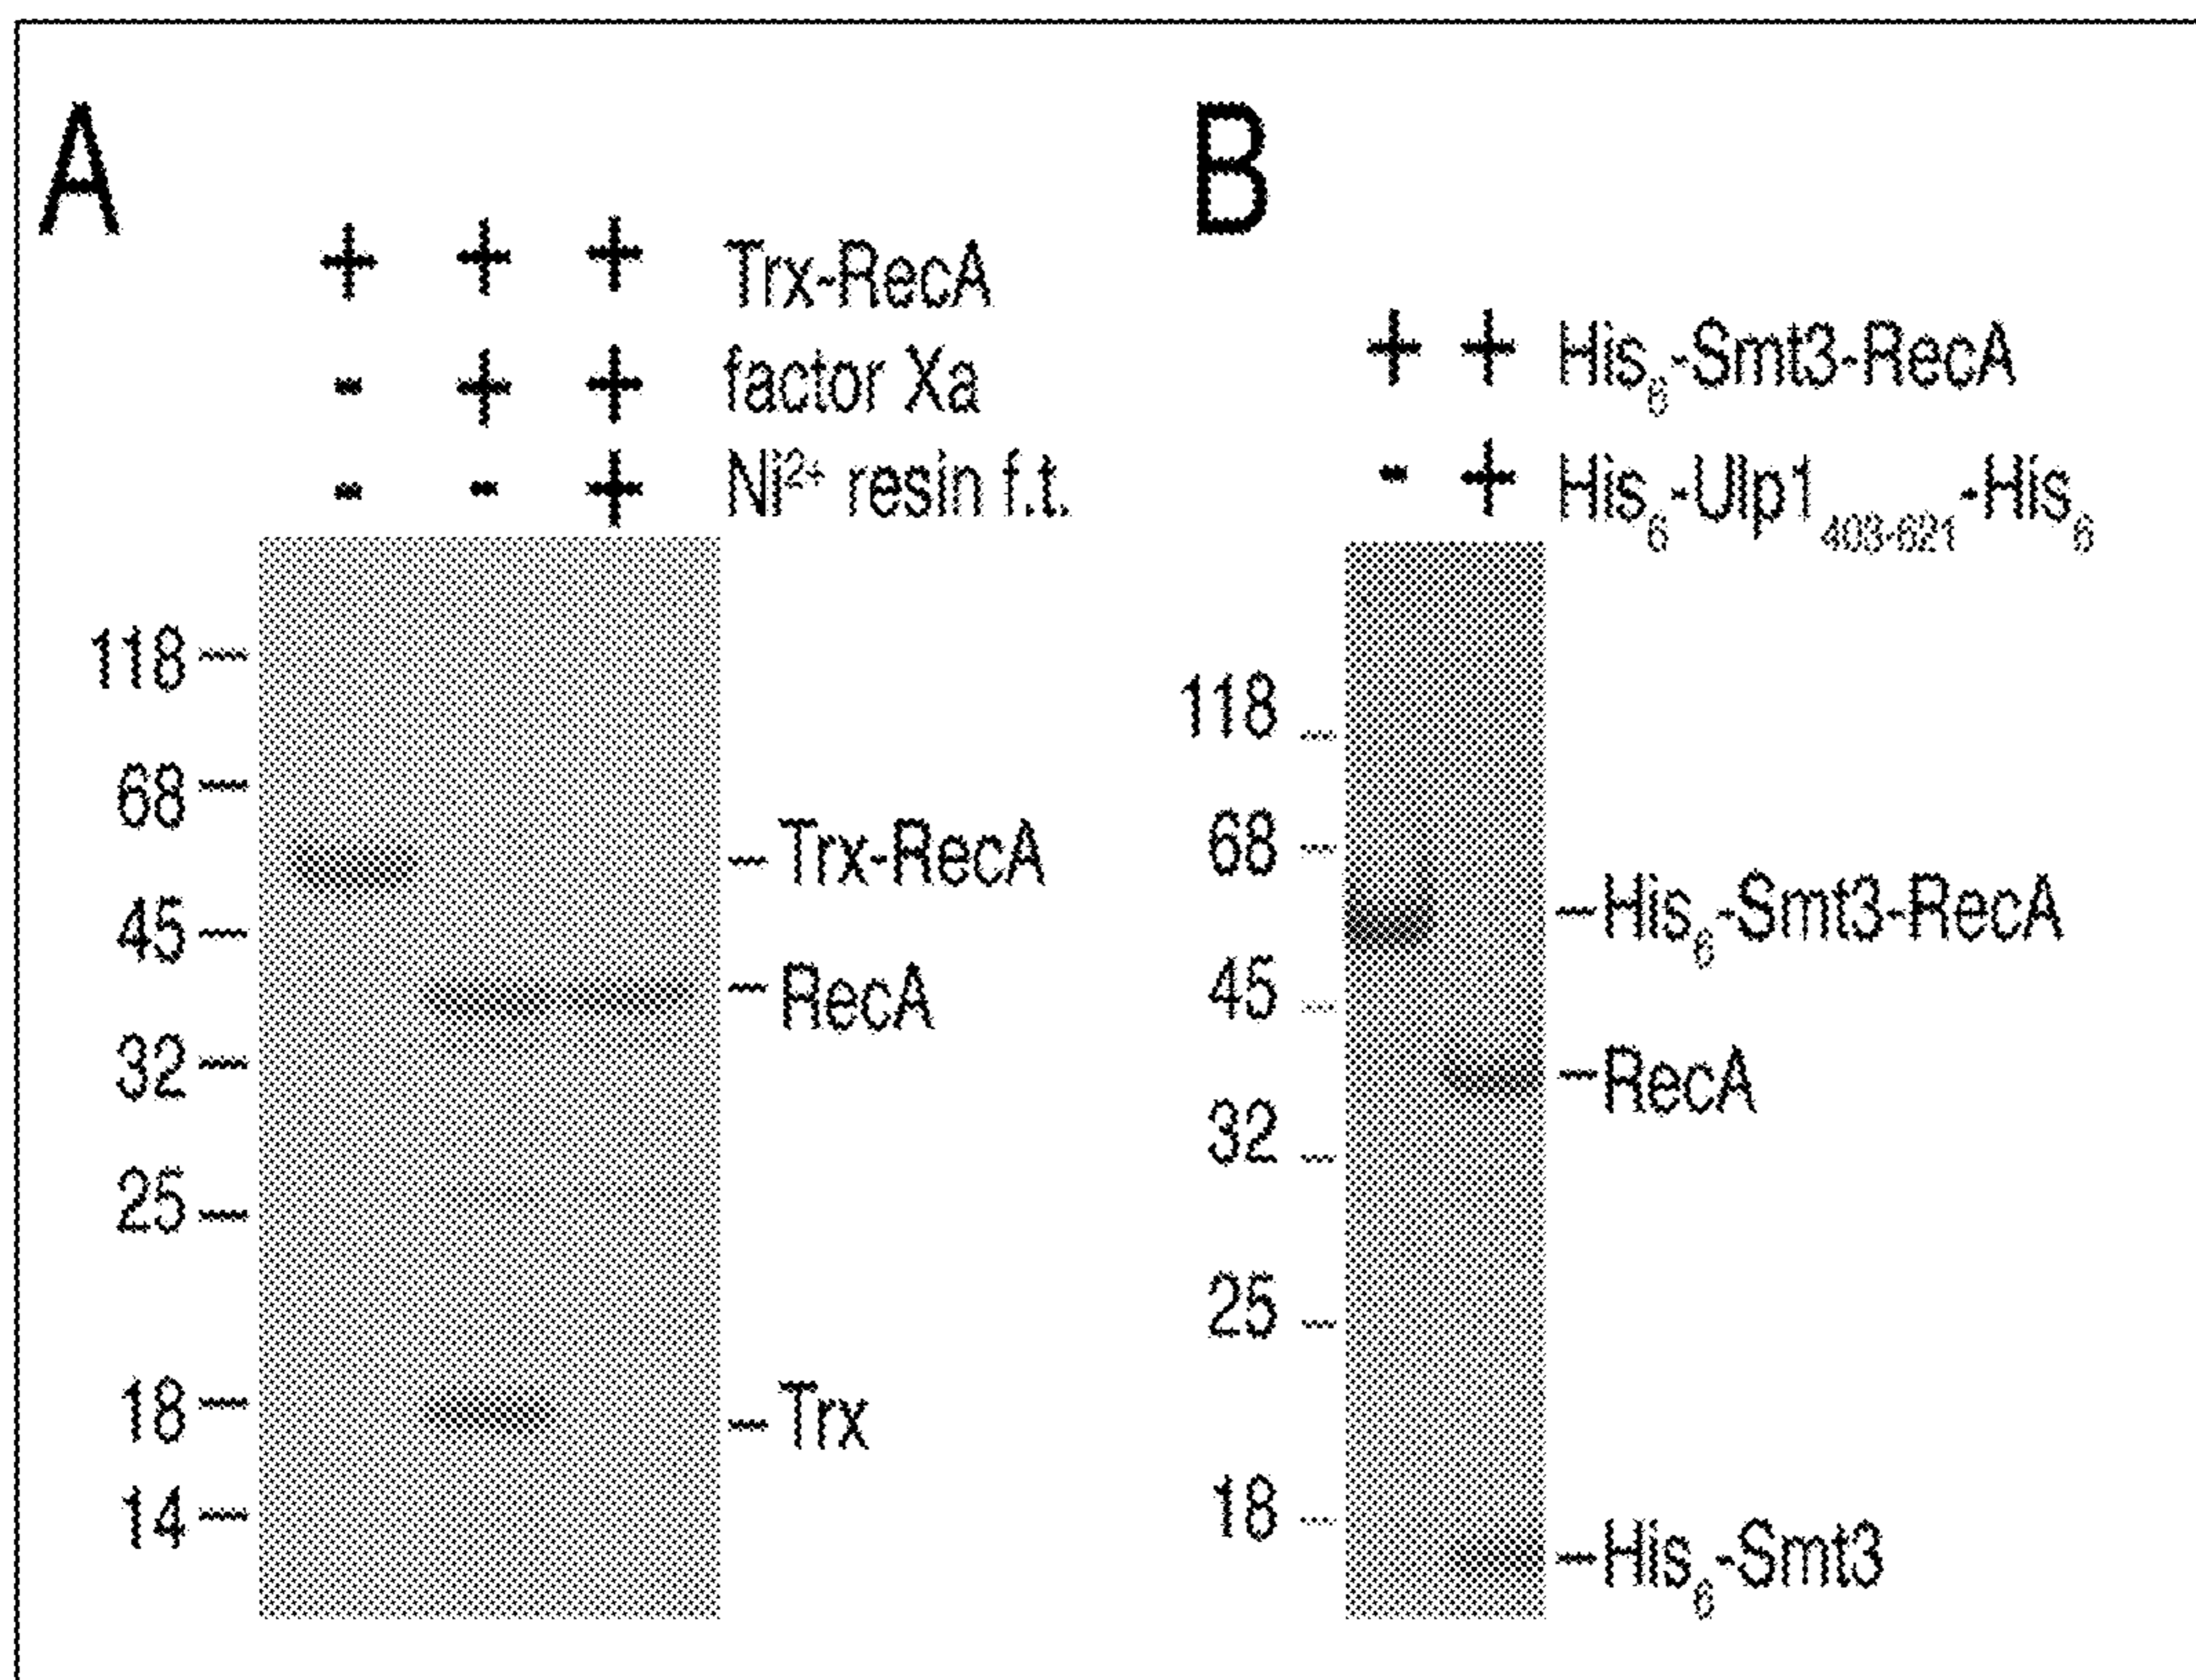 A
+ + + Trx-RecA
- + + factor Xa
- - + Ni²⁺ resin f.t.
118
68
45
32
25
18
14
Trx-RecA
RecA
Trx
B
+ + His₆-Smt3-RecA
- + His₆-Ulp1₄₀₃₋₆₂₁-His₆
118
68
45
32
25
18
His₆-Smt3-RecA
RecA
His₆-Smt3